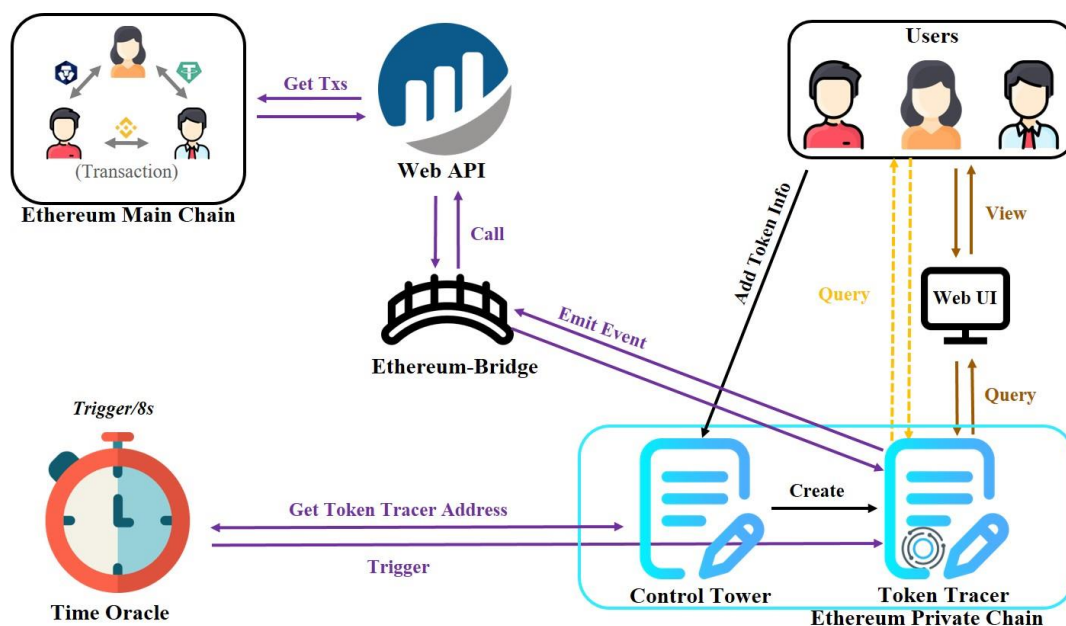 Users
Get Txs
(Transaction)
Ethereum Main Chain
Web API
Call
Add Token Info
View
Query
Web UI
Emit Event
Ethereum-Bridge
Query
Trigger/8s
Create
Get Token Tracer Address
Trigger
Time Oracle
Control Tower
Token Tracer
Ethereum Private Chain